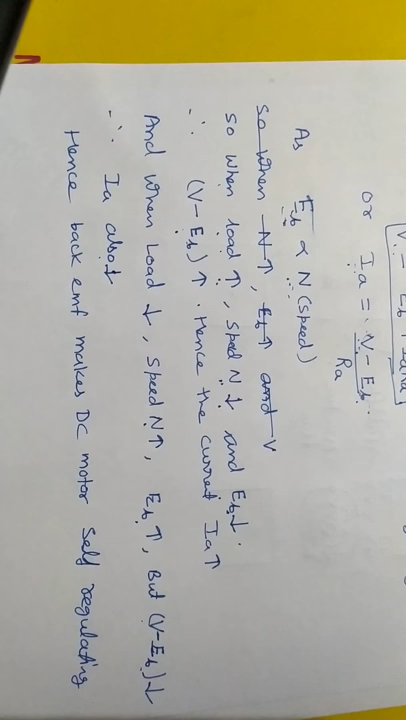 V = Eb + IaRa
or Ia = V - Eb / Ra
As Eb ∝ N (Speed)
So when N↑, Eb↑ and V
So when load ↑, Speed N ↓ and Eb↓.
∴ (V - Eb) ↑. Hence the current Ia↑
And when Load ↓, Speed N↑, Eb ↑, But (V-Eb)↓
∴ Ia also↓
Hence back emf makes DC motor Self regulating